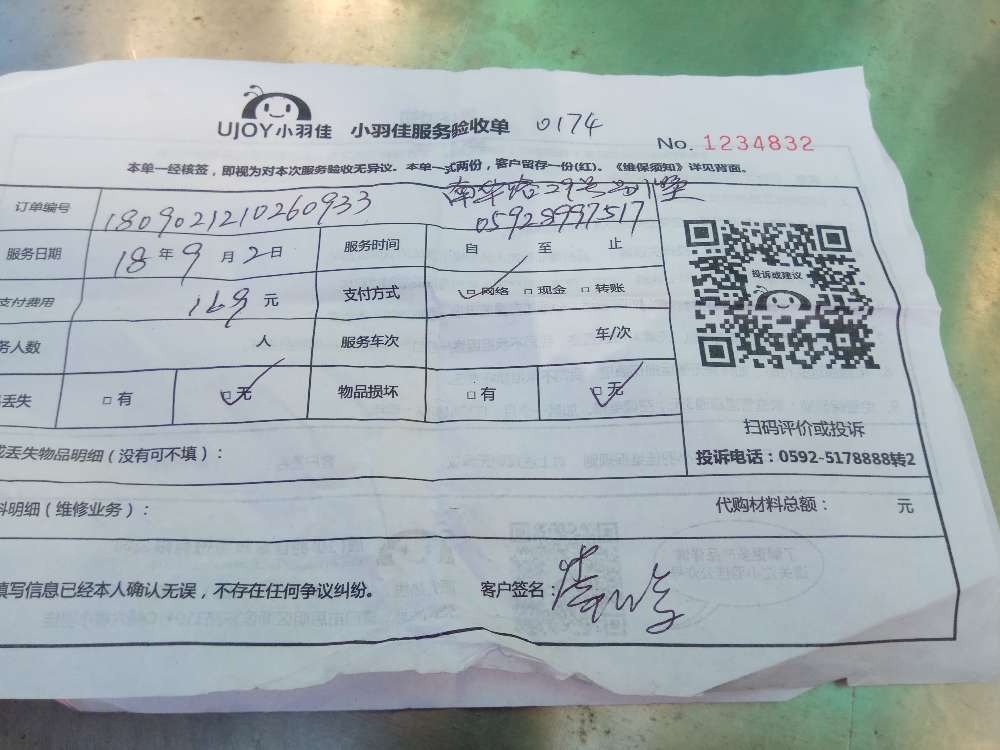 UJOY小羽佳 小羽佳服务验收单 0174
No. 1234832
本单一经核签，即视为对本次服务验收无异议。本单一式两份，客户留存一份(红)。《维保须知》详见背面。
订单编号 1809021210260933 29号
05928997517
服务日期 18年9月2日 服务时间 自 至 止
支付费用 169元 支付方式 □网络 □现金 □转账
务人数 人 服务车次 车/次
丢失 □有 □无 物品损坏 □有 □无
投诉或建议
扫码评价或投诉
投诉电话：0592-5178888转2
或丢失物品明细（没有可不填）：
料明细（维修业务）： 代购材料总额： 元
填写信息已经本人确认无误，不存在任何争议纠纷。 客户签名：